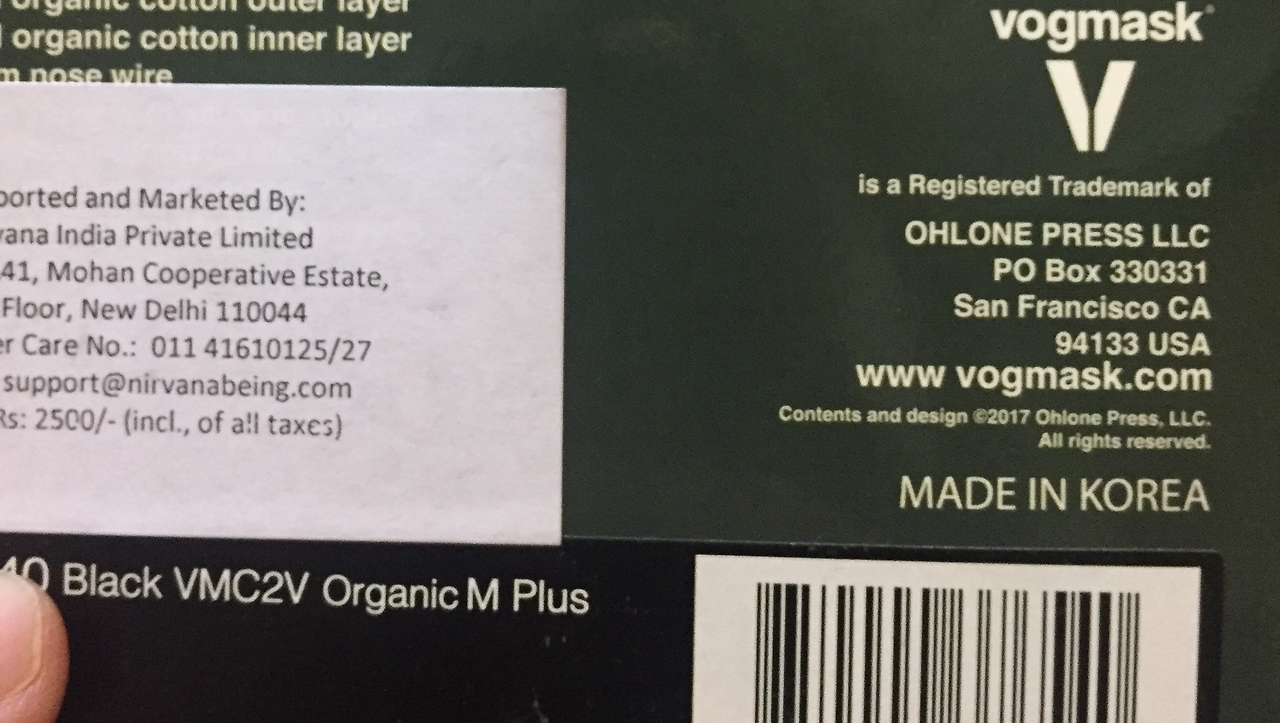 organic cotton outer layer
organic cotton inner layer
nose wire
and Marketed By:
India Private Limited
41, Mohan Cooperative Estate,
Floor, New Delhi 110044
Care No.: 011 41610125/27
support@nirvanabeing.com
Rs: 2500/- (incl., of all taxes)
40 Black VMC2V Organic M Plus
vogmask
V
is a Registered Trademark of
OHLONE PRESS LLC
PO Box 330331
San Francisco CA
94133 USA
www vogmask.com
Contents and design ©2017 Ohlone Press, LLC.
All rights reserved.
MADE IN KOREA